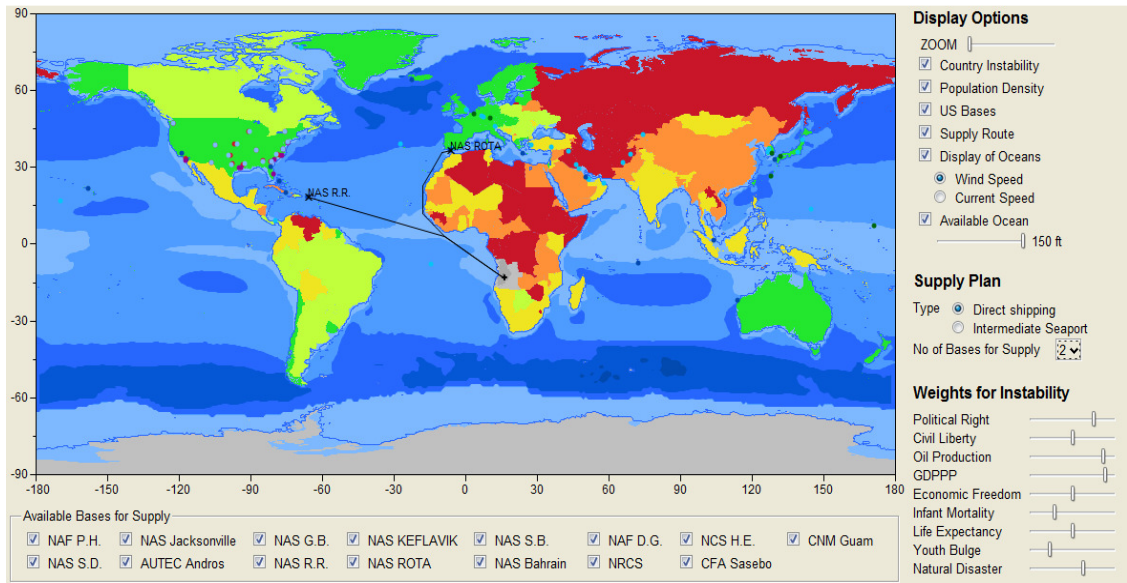 90
60
30
0
-30
-60
-90
-180 -150 -120 -90 -60 -30 0 30 60 90 120 150 180
NAS ROTA
NAS R.R.
Display Options
ZOOM
Country Instability
Population Density
US Bases
Supply Route
Display of Oceans
Wind Speed
Current Speed
Available Ocean
150 ft
Supply Plan
Type Direct shipping
Intermediate Seaport
No of Bases for Supply 2
Weights for Instability
Political Right
Civil Liberty
Oil Production
GDPPP
Economic Freedom
Infant Mortality
Life Expectancy
Youth Bulge
Natural Disaster
Available Bases for Supply
NAF P.H. NAS Jacksonville NAS G.B. NAS KEFLAVIK NAS S.B. NAF D.G. NCS H.E. CNM Guam
NAS S.D. AUTEC Andros NAS R.R. NAS ROTA NAS Bahrain NRCS CFA Sasebo